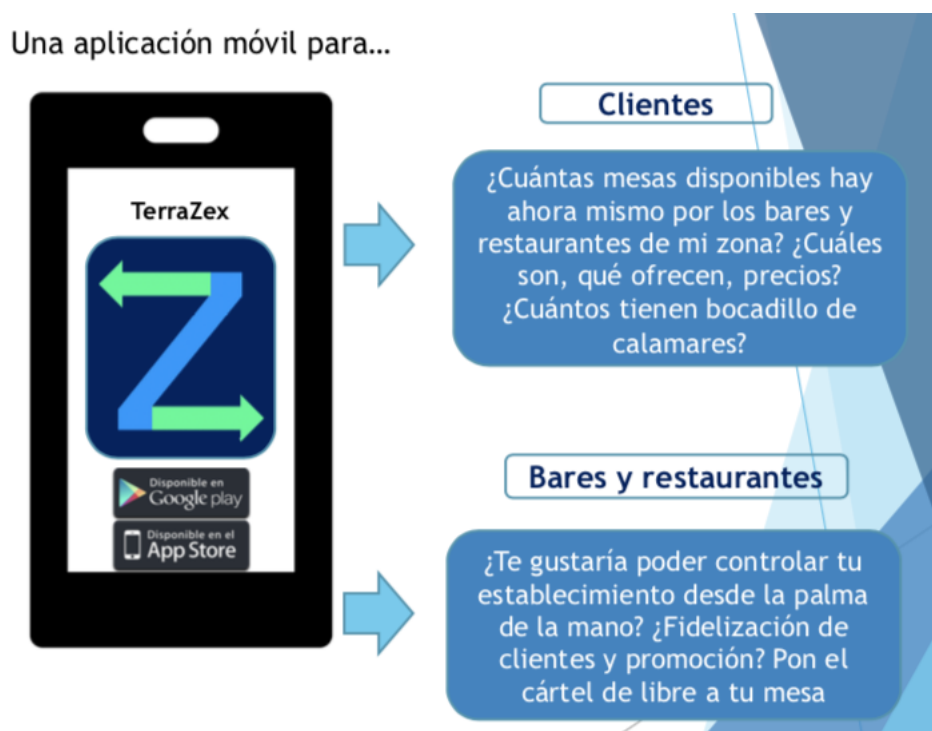 Una aplicación móvil para...
TerraZex
Z
Disponible en
Google play
Disponible en el
App Store
Clientes
¿Cuántas mesas disponibles hay
ahora mismo por los bares y
restaurantes de mi zona? ¿Cuáles
son, qué ofrecen, precios?
¿Cuántos tienen bocadillo de
calamares?
Bares y restaurantes
¿Te gustaría poder controlar tu
establecimiento desde la palma
de la mano? ¿Fidelización de
clientes y promoción? Pon el
cártel de libre a tu mesa